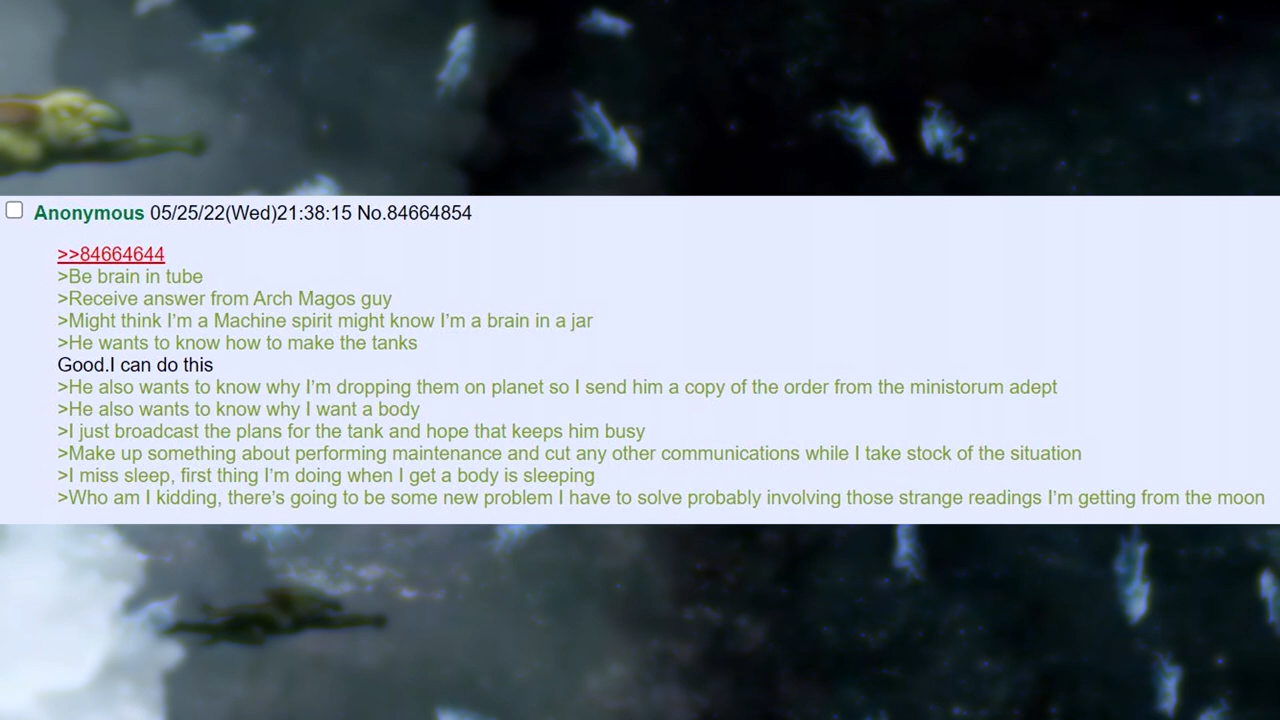 Anonymous 05/25/22(Wed)21:38:15 No.84664854
>>84664644
>Be brain in tube
>Receive answer from Arch Magos guy
>Might think I’m a Machine spirit might know I’m a brain in a jar
>He wants to know how to make the tanks
Good.I can do this
>He also wants to know why I’m dropping them on planet so I send him a copy of the order from the ministorum adept
>He also wants to know why I want a body
>I just broadcast the plans for the tank and hope that keeps him busy
>Make up something about performing maintenance and cut any other communications while I take stock of the situation
>I miss sleep, first thing I’m doing when I get a body is sleeping
>Who am I kidding, there’s going to be some new problem I have to solve probably involving those strange readings I’m getting from the moon